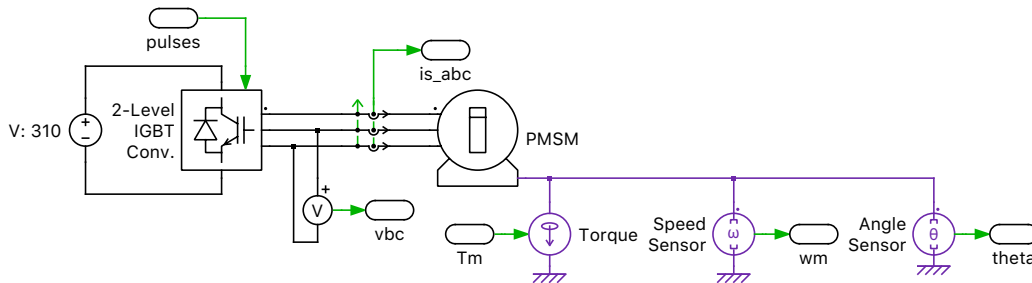 pulses
is_abc
2-Level
IGBT
Conv.
V: 310
PMSM
V
vbc
Tm
Torque
Speed
Sensor
ω
wm
Angle
Sensor
θ
theta